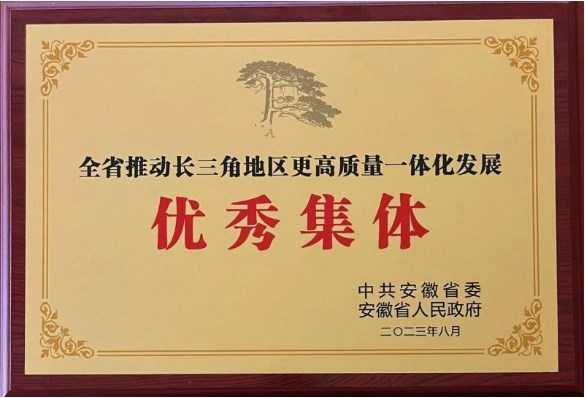 全省推动长三角地区更高质量一体化发展
优秀集体
中共安徽省委
安徽省人民政府
二〇二三年八月